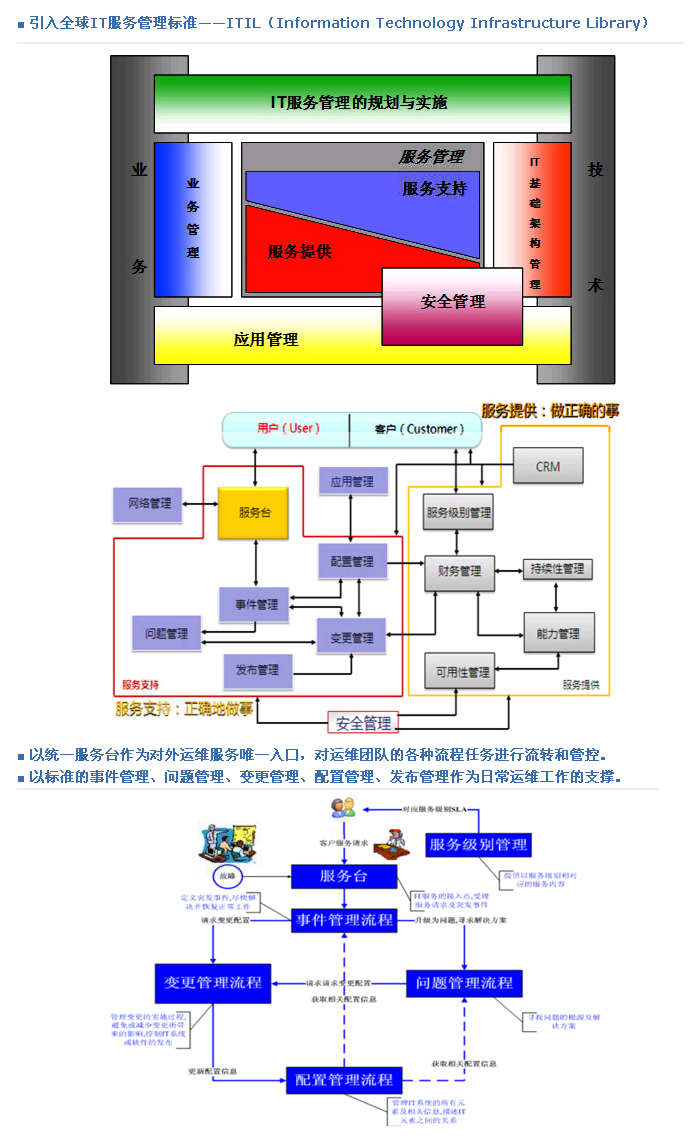 引入全球IT服务管理标准——ITIL（Information Technology Infrastructure Library）
IT服务管理的规划与实施
业务
业务管理
服务管理
服务支持
服务提供
IT基础架构管理
技术
安全管理
应用管理
服务提供：做正确的事
用户（User）
客户（Customer）
CRM
网络管理
服务台
应用管理
服务级别管理
配置管理
财务管理
持续性管理
事件管理
问题管理
变更管理
能力管理
发布管理
可用性管理
服务支持
服务提供
服务支持：正确地做事
安全管理
以统一服务台作为对外运维服务唯一入口，对运维团队的各种流程任务进行流转和管控。
以标准的事件管理、问题管理、变更管理、配置管理、发布管理作为日常运维工作的支撑。
对应服务级别SLA
客户服务请求
服务级别管理
故障
服务台
提供以服务级别相对
应的服务内容
定义突发事件,尽快解
决并恢复正常工作
IT服务的接入点,受理
服务请求及突发事件
请求变更配置
事件管理流程
升级为问题,寻求解决方案
变更管理流程
请求请求变更配置
问题管理流程
获取相关配置信息
管理变更的实施过程,
避免或减少变更所带
来的影响,控制IT系统
或软件的发布
寻找问题的根源及解
决方案
更新配置信息
获取相关配置信息
配置管理流程
管理IT系统的所有元
素及相关信息,描述IT
元素之间的关系